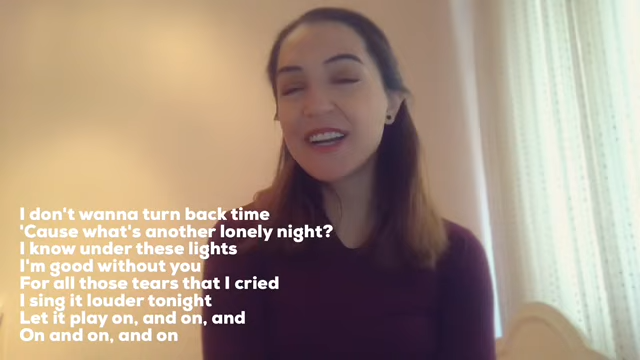 I don't wanna turn back time
'Cause what's another lonely night?
I know under these lights
I'm good without you
For all those tears that I cried
I sing it louder tonight
Let it play on, and on, and
On and on, and on